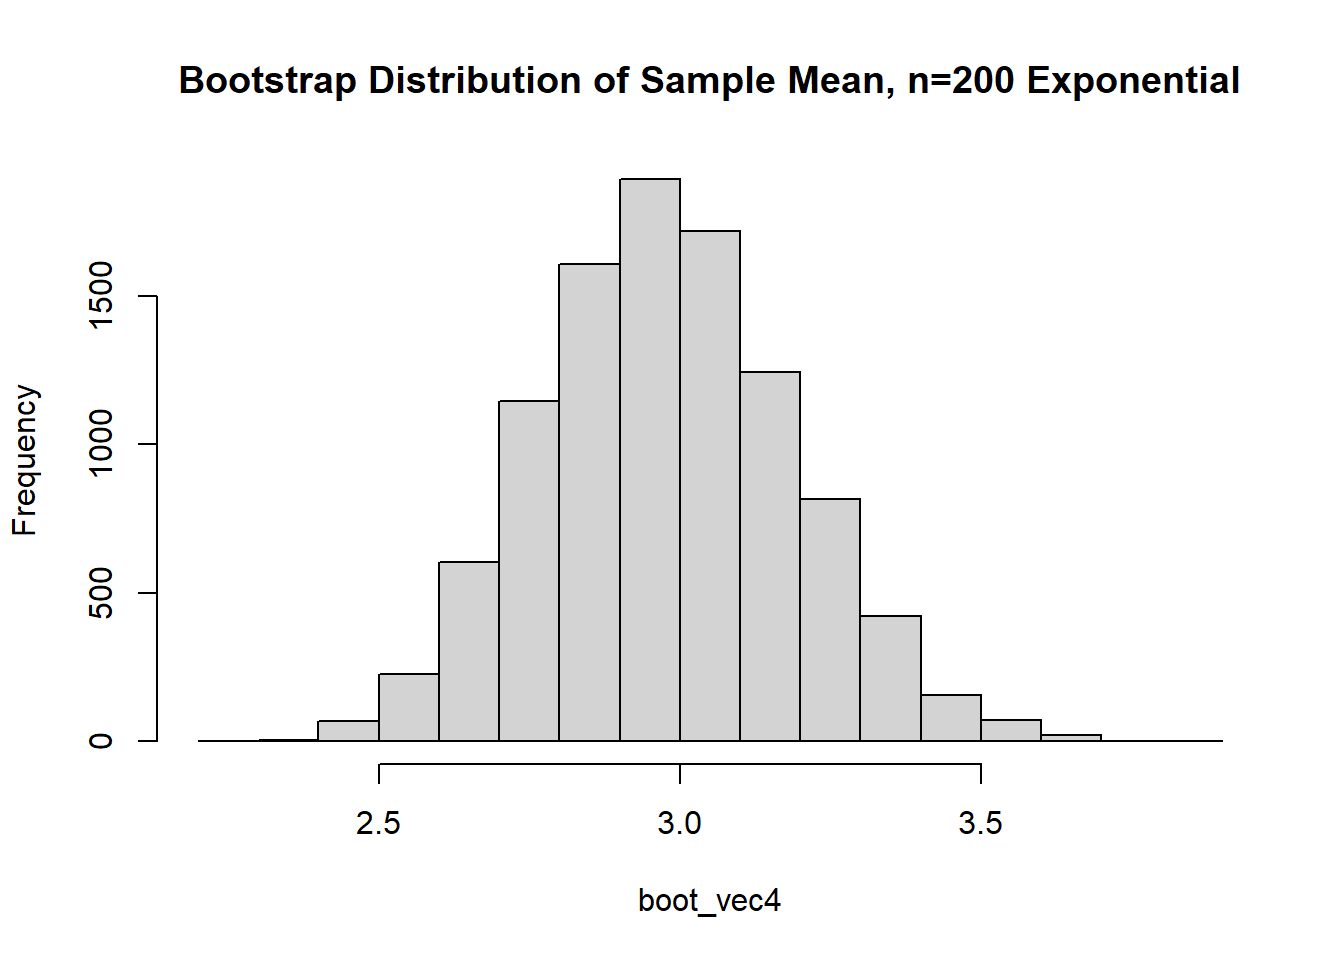 Bootstrap Distribution of Sample Mean, n=200 Exponential
Frequency
1500
1000
500
0
2.5 3.0 3.5
boot_vec4